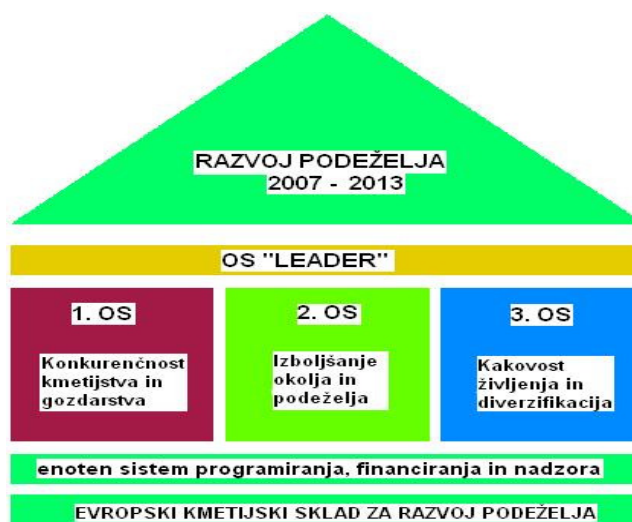 RAZVOJ PODEŽELJA
2007 - 2013
OS "LEADER"
1. OS
Konkurenčnost
kmetijstva in
gozdarstva
2. OS
Izboljšanje
okolja in
podeželja
3. OS
Kakovost
življenja in
diverzifikacija
enoten sistem programiranja, financiranja in nadzora
EVROPSKI KMETIJSKI SKLAD ZA RAZVOJ PODEŽELJA